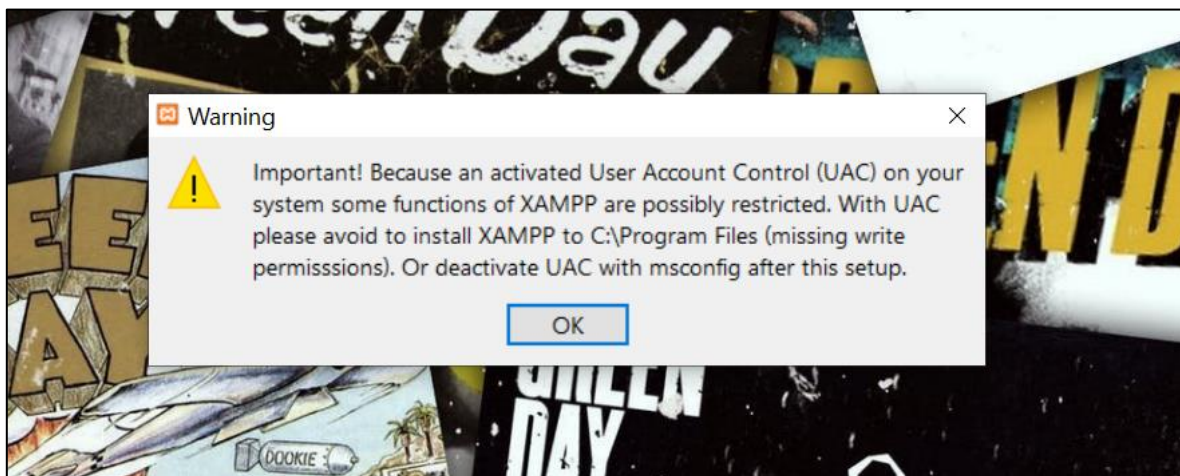 reen Day
Warning
Important! Because an activated User Account Control (UAC) on your
system some functions of XAMPP are possibly restricted. With UAC
please avoid to install XAMPP to C:\Program Files (missing write
permisssions). Or deactivate UAC with msconfig after this setup.
OK
GREEN
DAY
DOOKIE